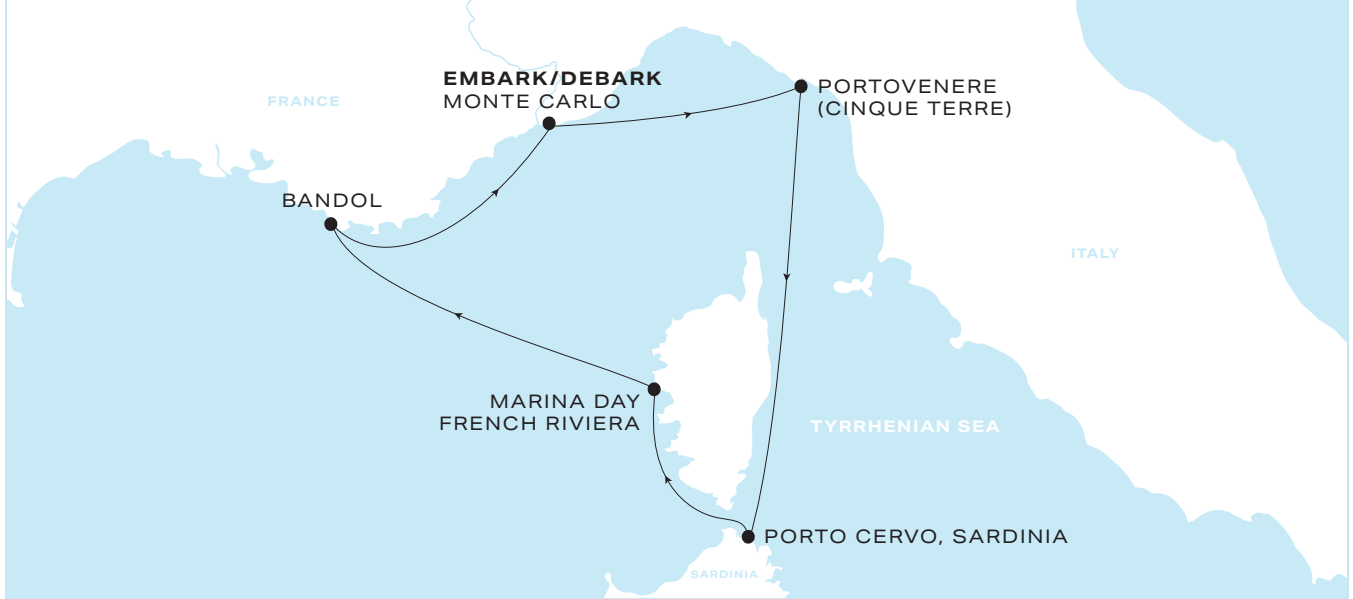 EMBARK/DEBARK
MONTE CARLO
PORTOVENERE
(CINQUE TERRE)
FRANCE
BANDOL
ITALY
MARINA DAY
FRENCH RIVIERA
TYRRHENIAN SEA
PORTO CERVO, SARDINIA
SARDINIA